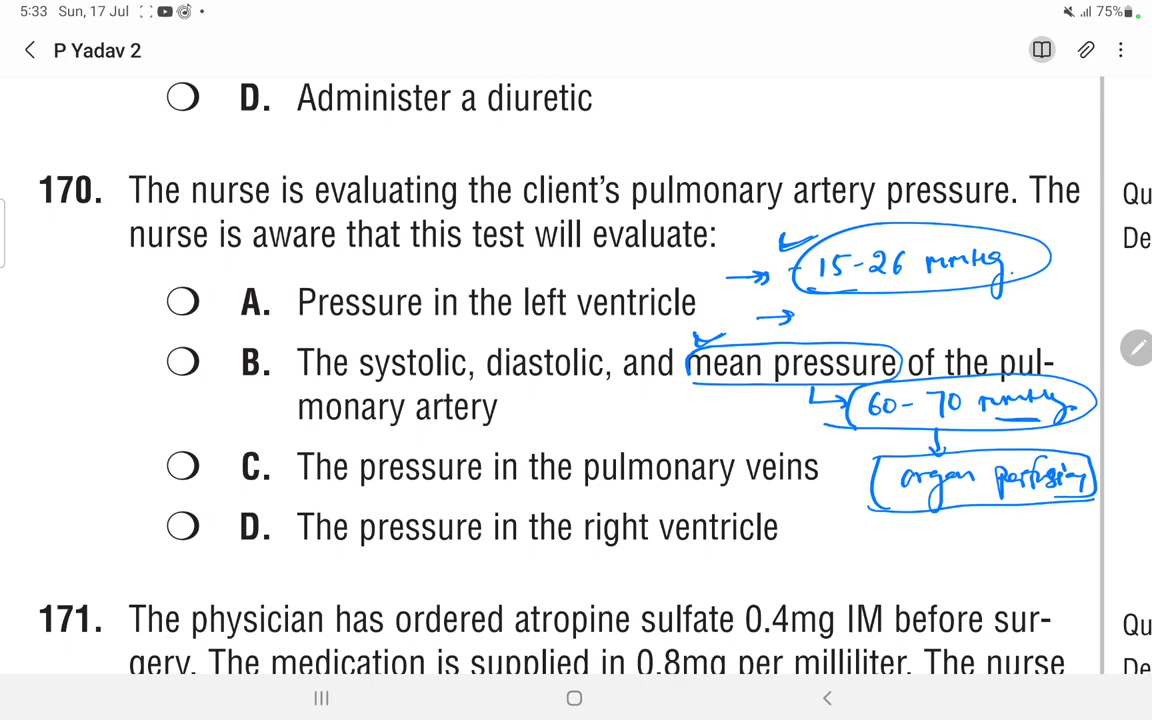 5:33 Sun, 17 Jul
75%
P Yadav 2
D. Administer a diuretic
170. The nurse is evaluating the client's pulmonary artery pressure. The
nurse is aware that this test will evaluate:
15-26 mmHg.
A. Pressure in the left ventricle
B. The systolic, diastolic, and mean pressure of the pul-
monary artery
60-70 mmHg.
C. The pressure in the pulmonary veins
organ perfusion
D. The pressure in the right ventricle
171. The physician has ordered atropine sulfate 0.4mg IM before sur-
gery. The medication is supplied in 0.8mg per milliliter. The nurse
Qu
De
Qu
De